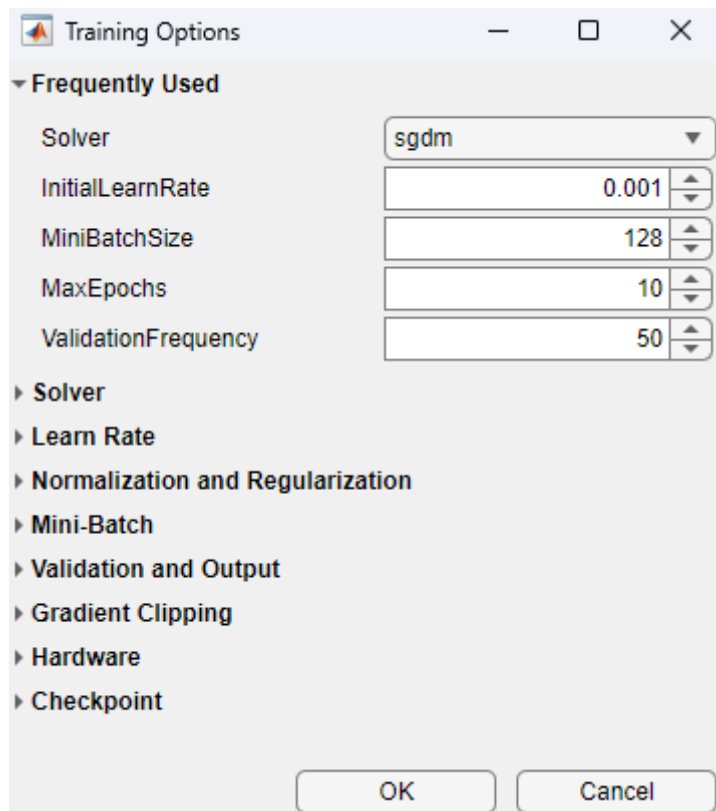 Training Options
Frequently Used
Solver sgdm
InitialLearnRate 0.001
MiniBatchSize 128
MaxEpochs 10
ValidationFrequency 50
Solver
Learn Rate
Normalization and Regularization
Mini-Batch
Validation and Output
Gradient Clipping
Hardware
Checkpoint
OK Cancel